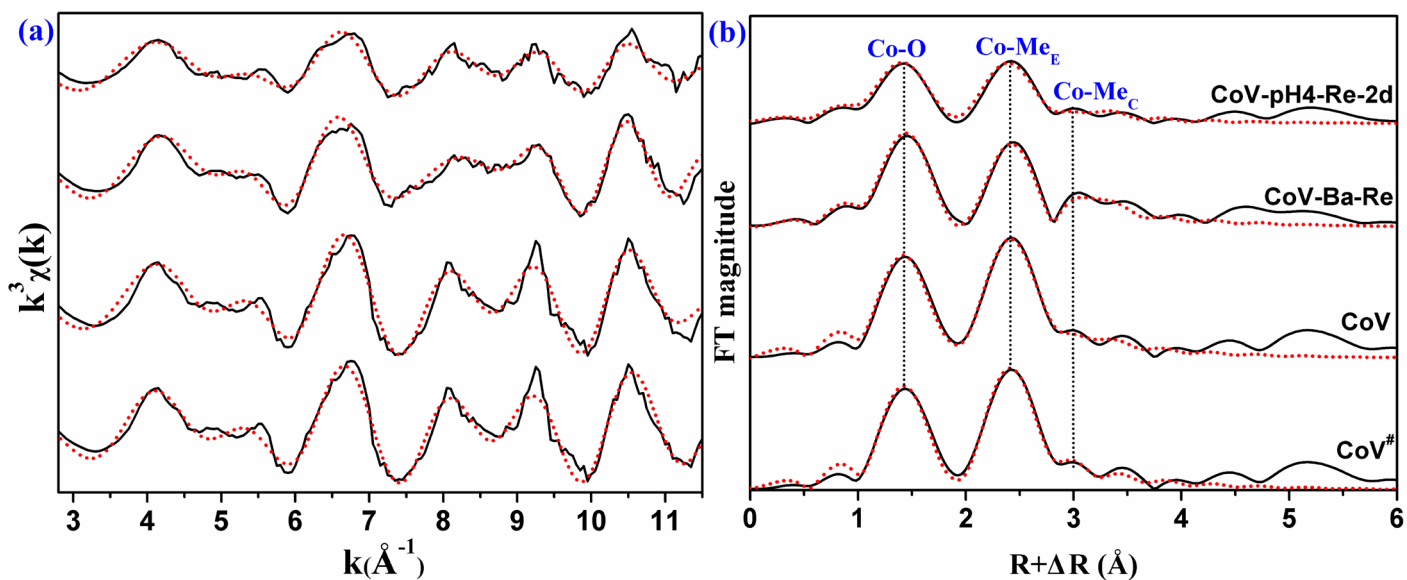 (a)
k³χ(k)
3 4 5 6 7 8 9 10 11
k(Å⁻¹)
(b)
Co-O
Co-Me_E
Co-Me_C
CoV-pH4-Re-2d
CoV-Ba-Re
CoV
CoV#
FT magnitude
0 1 2 3 4 5 6
R+ΔR (Å)